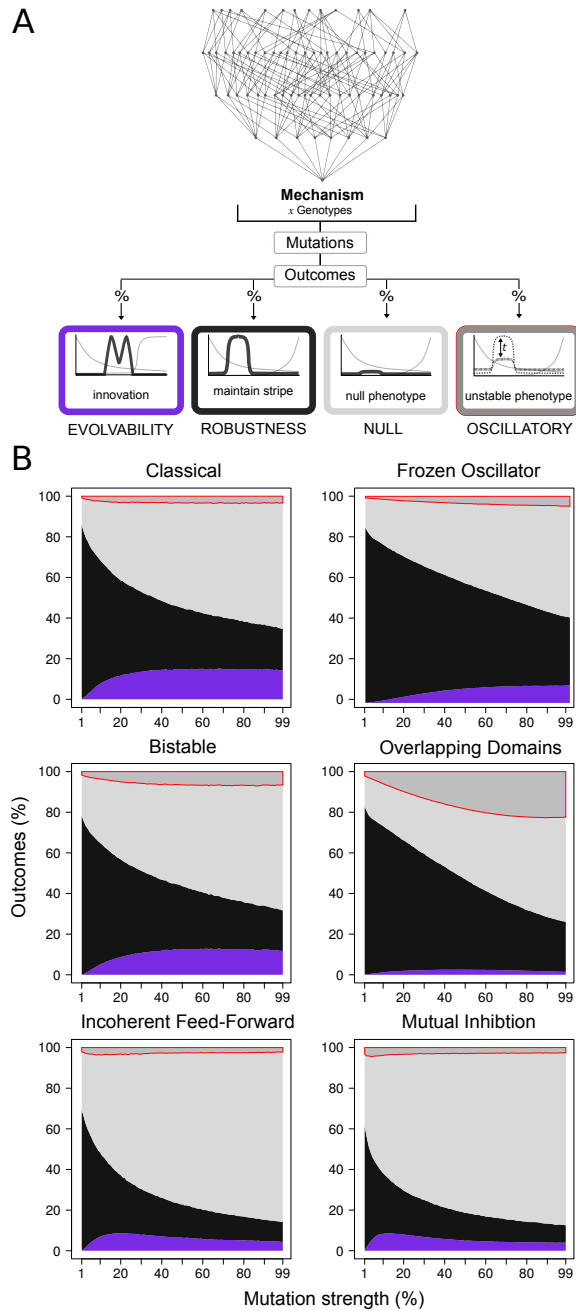 A
Mechanism
x Genotypes
Mutations
Outcomes
% % % %
t
innovation maintain stripe null phenotype unstable phenotype
EVOLVABILITY ROBUSTNESS NULL OSCILLATORY
B
Classical Frozen Oscillator
100 100
80 80
60 60
40 40
20 20
0 0
1 20 40 60 80 99 1 20 40 60 80 99
Bistable Overlapping Domains
Outcomes (%)
100 100
80 80
60 60
40 40
20 20
0 0
1 20 40 60 80 99 1 20 40 60 80 99
Incoherent Feed-Forward Mutual Inhibtion
100 100
80 80
60 60
40 40
20 20
0 0
1 20 40 60 80 99 1 20 40 60 80 99
Mutation strength (%)